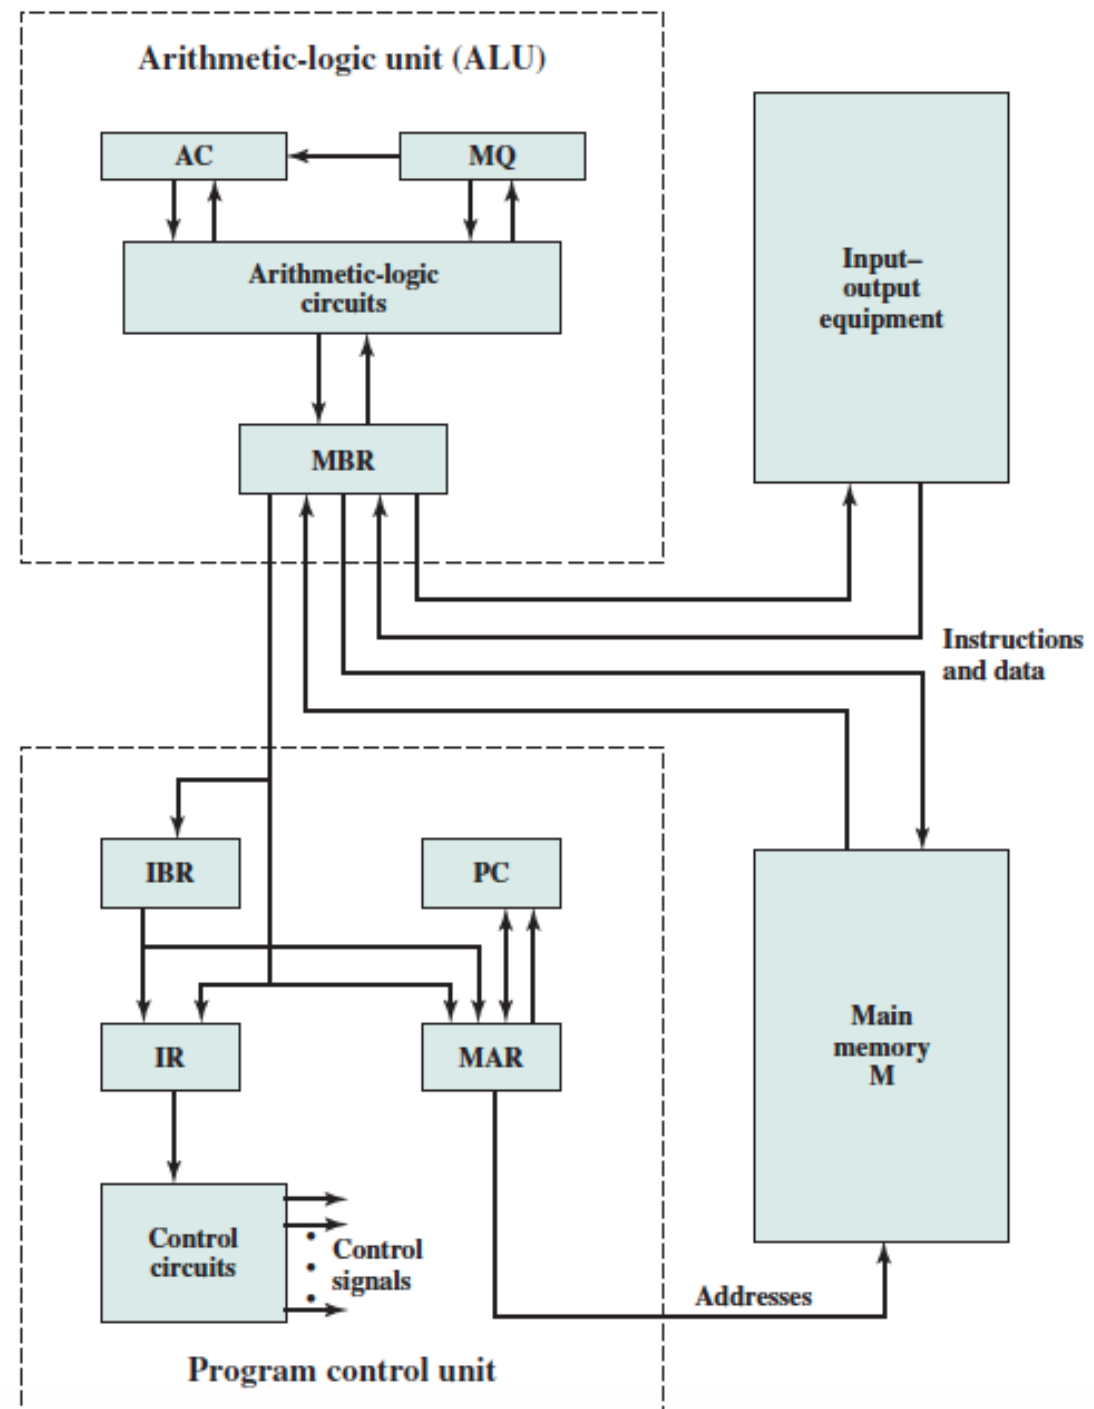 Arithmetic-logic unit (ALU)
AC
MQ
Arithmetic-logic
circuits
Input–
output
equipment
MBR
Instructions
and data
IBR
PC
IR
MAR
Main
memory
M
Control
circuits
Control
signals
Addresses
Program control unit